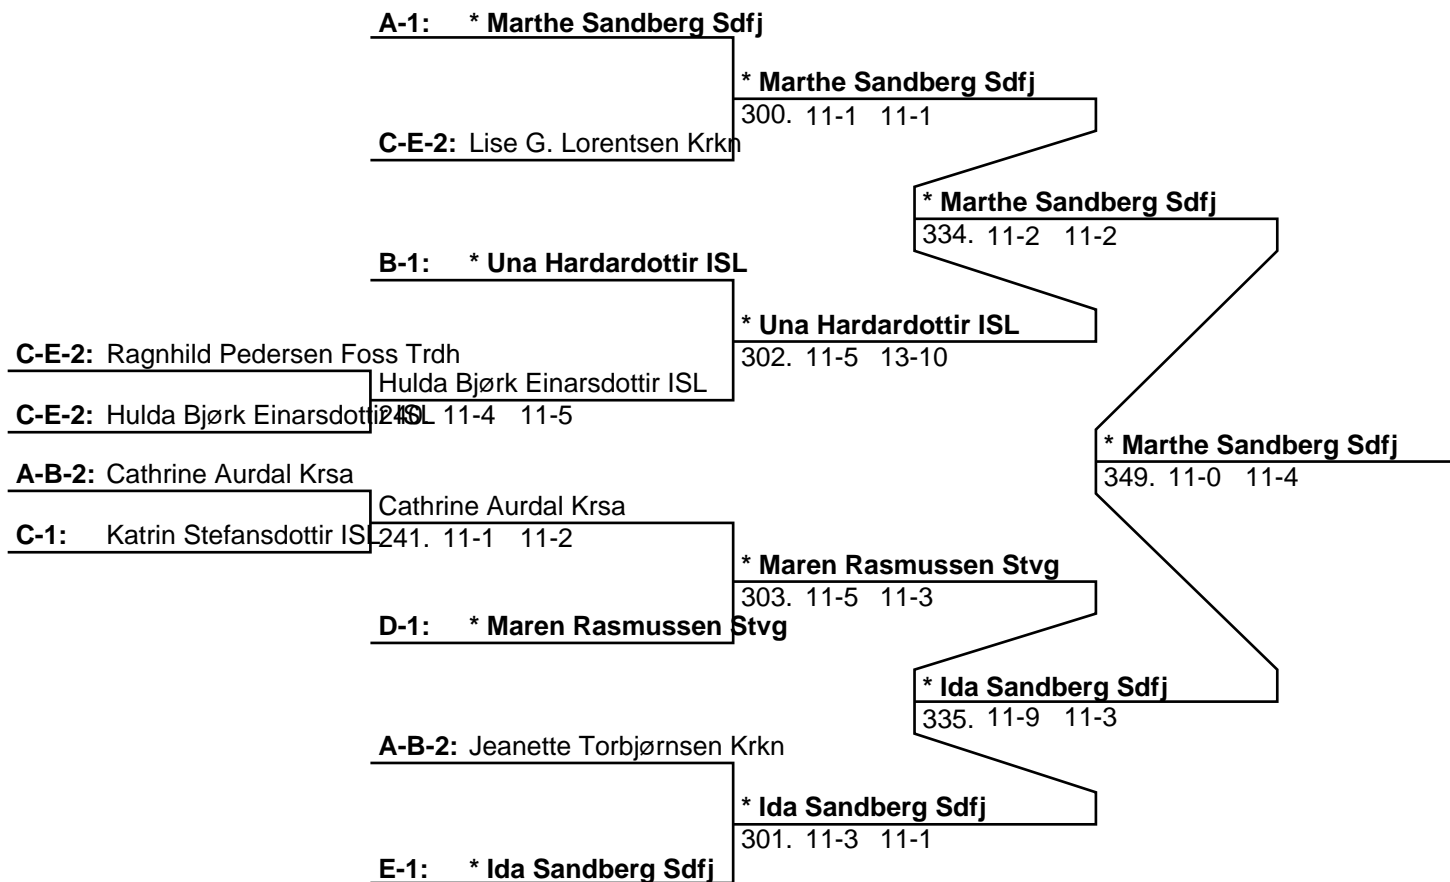 A-1: * Marthe Sandberg Sdfj
* Marthe Sandberg Sdfj
300. 11-1 11-1
C-E-2: Lise G. Lorentsen Krkn
* Marthe Sandberg Sdfj
334. 11-2 11-2
B-1: * Una Hardardottir ISL
* Una Hardardottir ISL
302. 11-5 13-10
C-E-2: Ragnhild Pedersen Foss Trdh
Hulda Bjørk Einarsdottir ISL
240. 11-4 11-5
C-E-2: Hulda Bjørk Einarsdottir ISL
* Marthe Sandberg Sdfj
349. 11-0 11-4
A-B-2: Cathrine Aurdal Krsa
Cathrine Aurdal Krsa
241. 11-1 11-2
C-1: Katrin Stefansdottir ISL
* Maren Rasmussen Stvg
303. 11-5 11-3
D-1: * Maren Rasmussen Stvg
* Ida Sandberg Sdfj
335. 11-9 11-3
A-B-2: Jeanette Torbjørnsen Krkn
* Ida Sandberg Sdfj
301. 11-3 11-1
E-1: * Ida Sandberg Sdfj